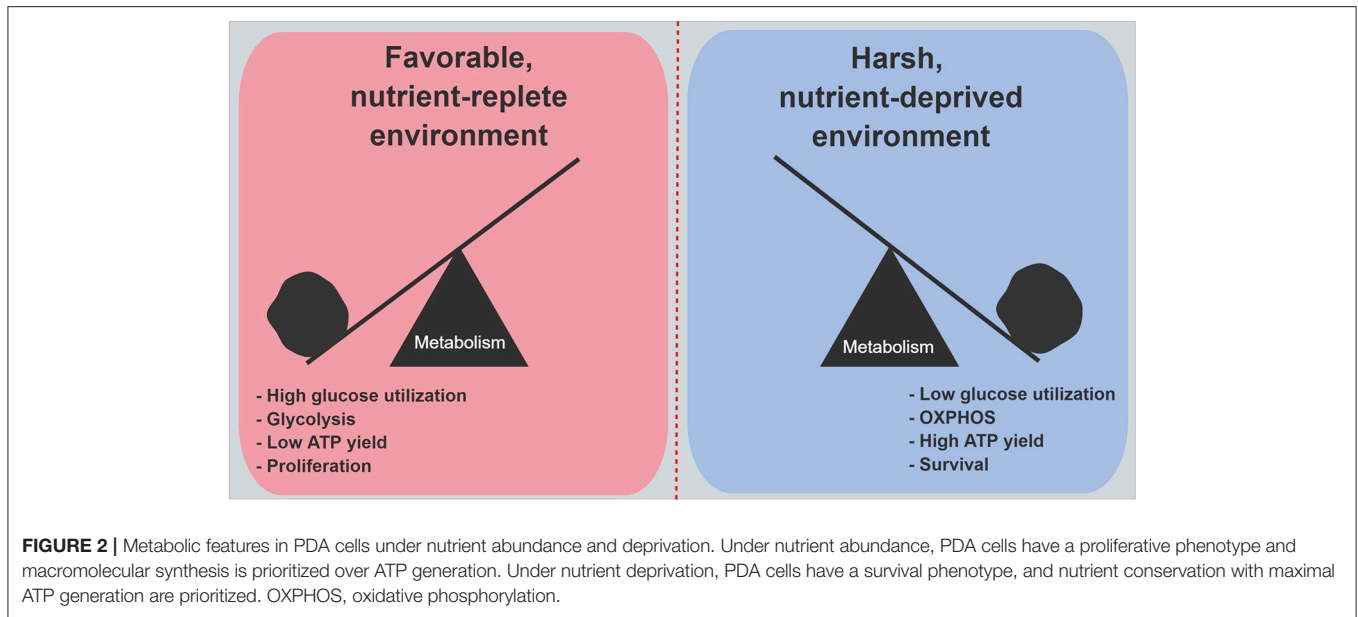 Favorable,
nutrient-replete
environment
Metabolism
- High glucose utilization
- Glycolysis
- Low ATP yield
- Proliferation
Harsh,
nutrient-deprived
environment
Metabolism
- Low glucose utilization
- OXPHOS
- High ATP yield
- Survival
FIGURE 2 | Metabolic features in PDA cells under nutrient abundance and deprivation. Under nutrient abundance, PDA cells have a proliferative phenotype and
macromolecular synthesis is prioritized over ATP generation. Under nutrient deprivation, PDA cells have a survival phenotype, and nutrient conservation with maximal
ATP generation are prioritized. OXPHOS, oxidative phosphorylation.